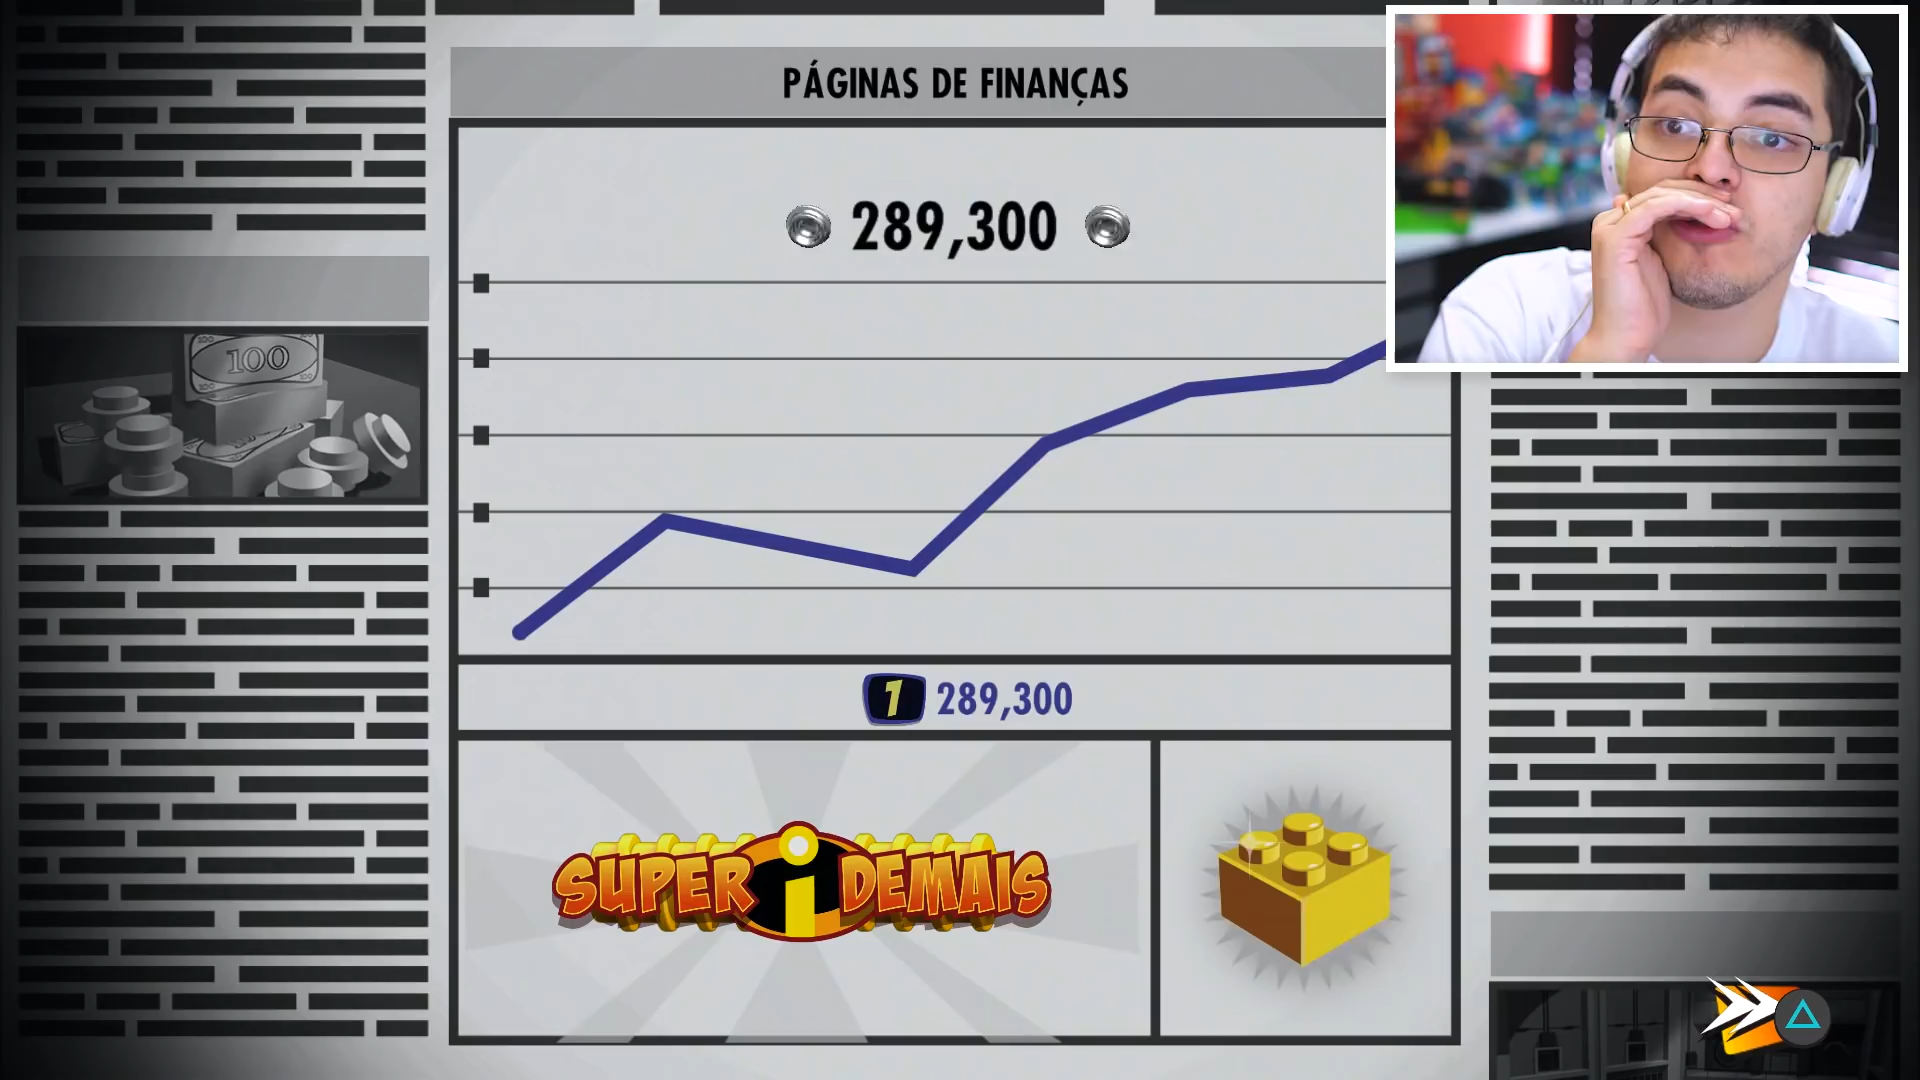 PÁGINAS DE FINANÇAS
289,300
100
1 289,300
SUPER i DEMAIS